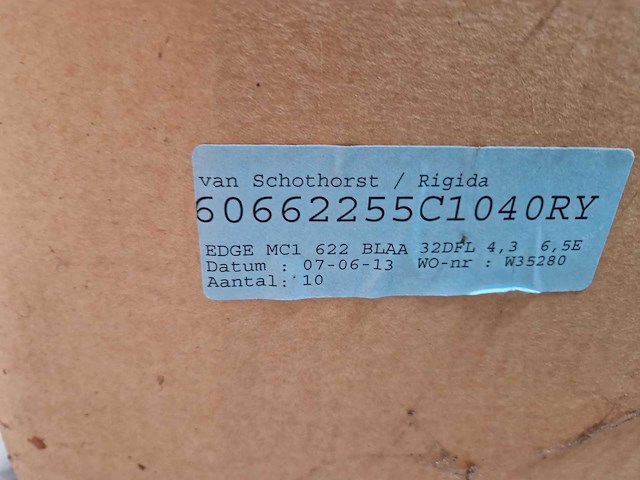 van Schothorst / Rigida
60662255C1040RY
EDGE MC1 622 BLAA 32DFL 4,3 6,5E
Datum : 07-06-13 WO-nr : W35280
Aantal: 10